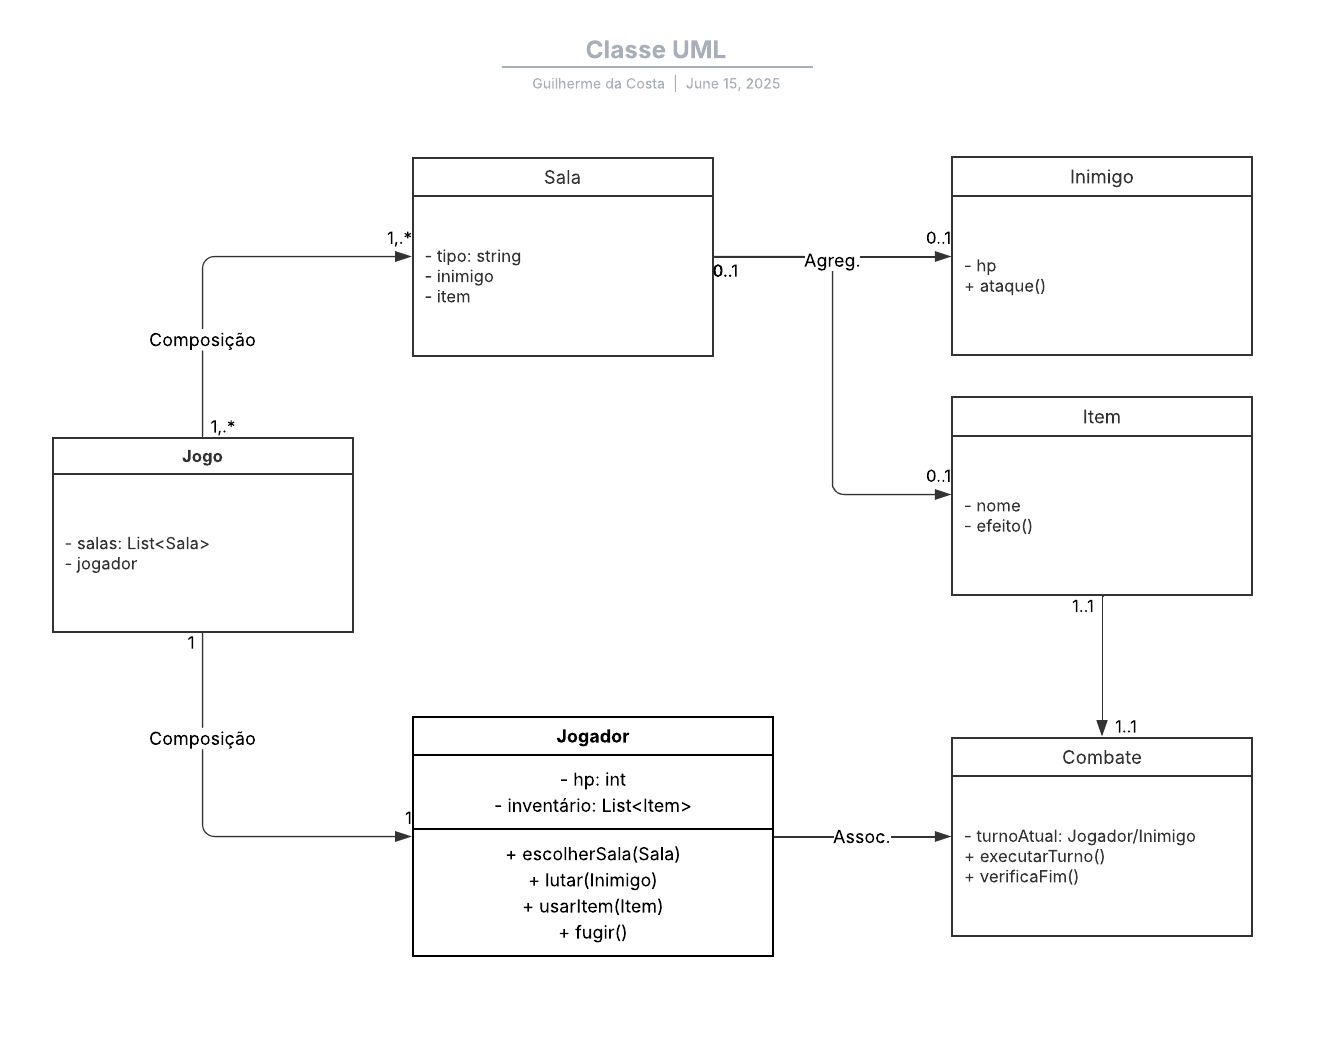 Classe UML
Guilherme da Costa | June 15, 2025
Sala
- tipo: string
- inimigo
- item
Inimigo
- hp
+ ataque()
1,.*
0..1
Agreg.
0..1
Composição
1,.*
Item
- nome
- efeito()
0..1
Jogo
- salas: List<Sala>
- jogador
1
1..1
1..1
Composição
1
Jogador
- hp: int
- inventário: List<Item>
+ escolherSala(Sala)
+ lutar(Inimigo)
+ usarItem(Item)
+ fugir()
Assoc.
Combate
- turnoAtual: Jogador/Inimigo
+ executarTurno()
+ verificaFim()